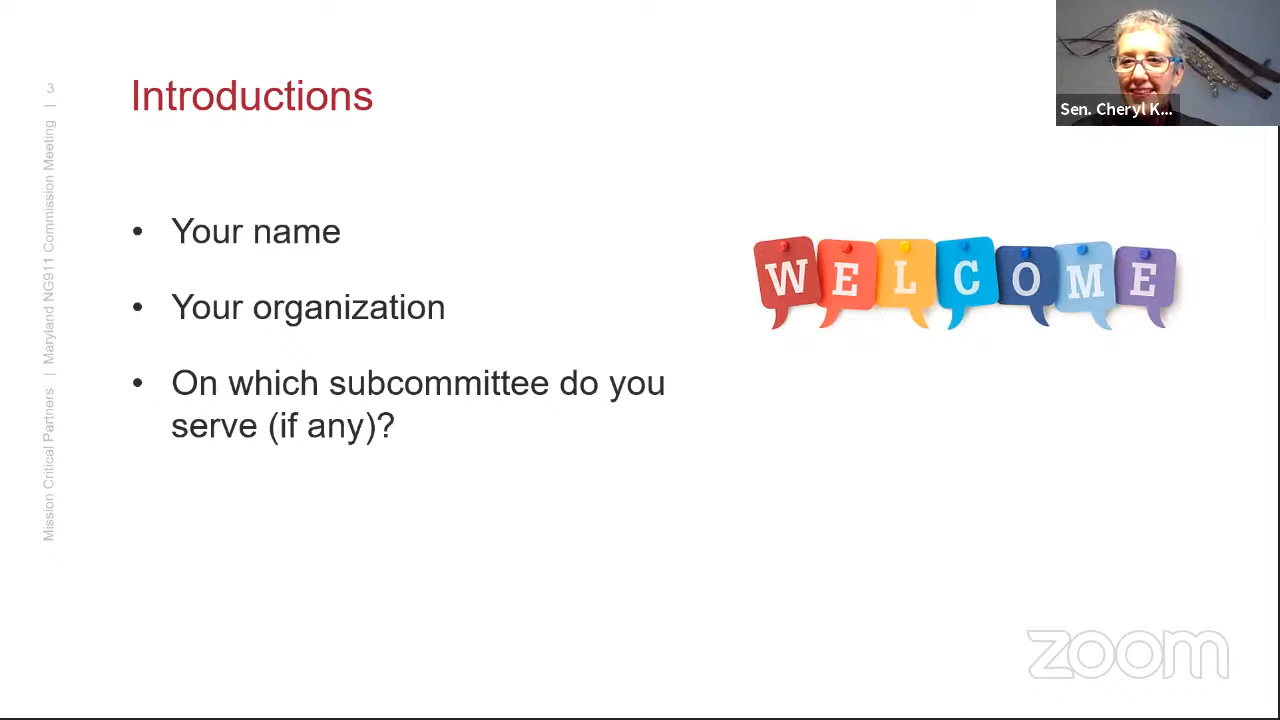 Introductions
• Your name
• Your organization
• On which subcommittee do you
serve (if any)?
WELCOME
Sen. Cheryl K...
Mission Critical Partners | Maryland NG911 Commission Meeting | 3
zoom